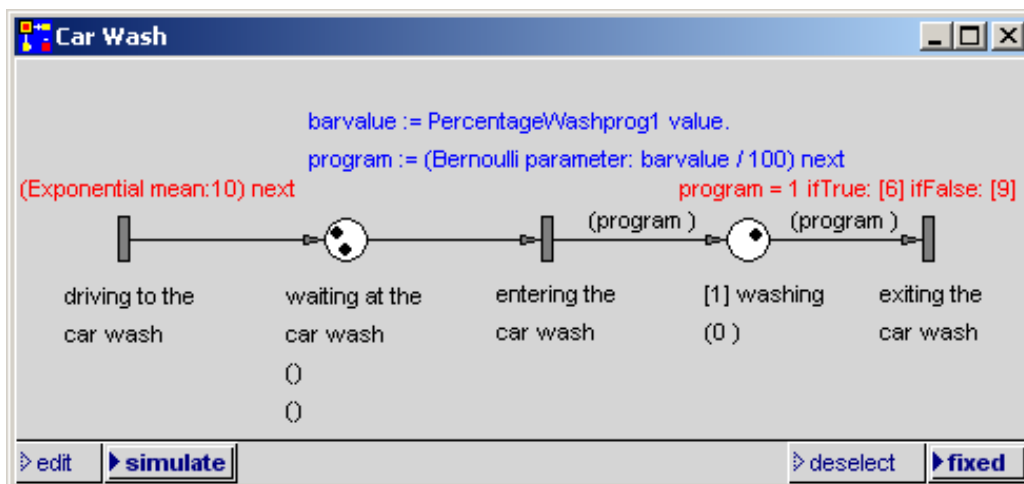 Car Wash
barvalue := PercentageWashprog1 value.
program := (Bernoulli parameter: barvalue / 100) next
(Exponential mean:10) next
program = 1 ifTrue: [6] ifFalse: [9]
(program )
(program )
driving to the
car wash
waiting at the
car wash
()
()
entering the
car wash
[1] washing
(0 )
exiting the
car wash
edit
simulate
deselect
fixed